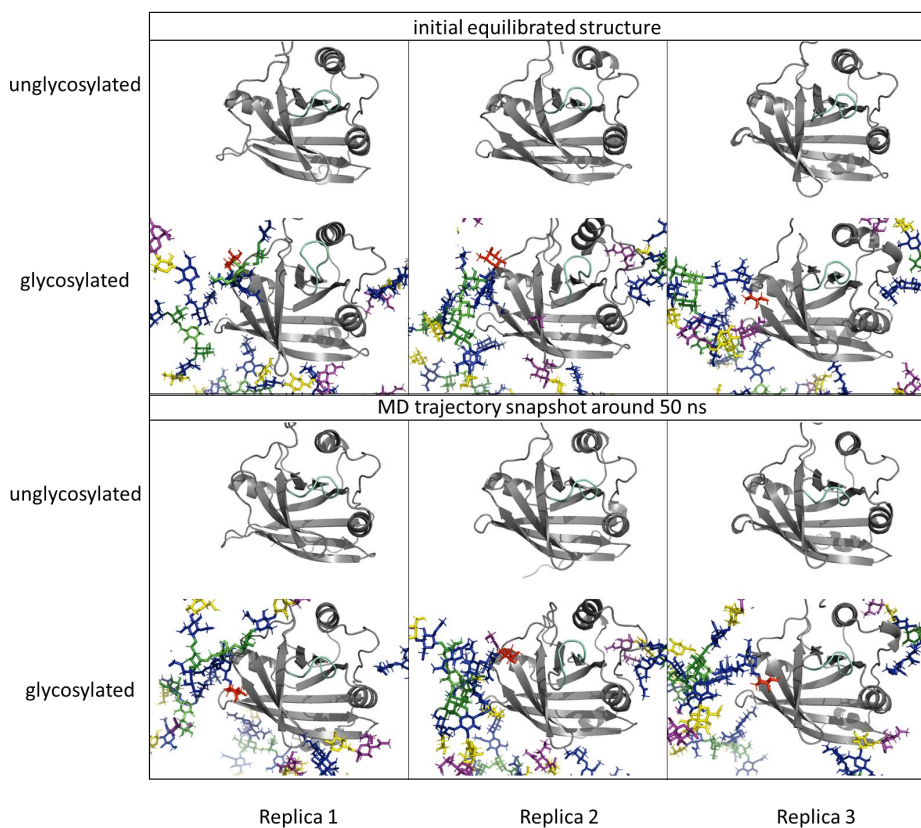 initial equilibrated structure
unglycosylated
glycosylated
MD trajectory snapshot around 50 ns
unglycosylated
glycosylated
Replica 1
Replica 2
Replica 3